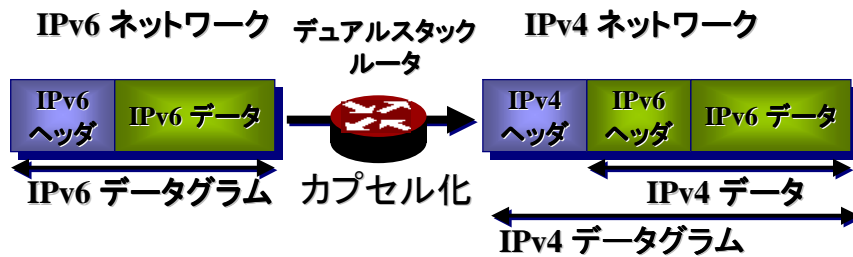 IPv6 ネットワーク
デュアルスタック
ルータ
IPv4 ネットワーク
IPv6
ヘッダ
IPv6 データ
IPv4
ヘッダ
IPv6
ヘッダ
IPv6 データ
IPv6 データグラム
カプセル化
IPv4 データ
IPv4 データグラム